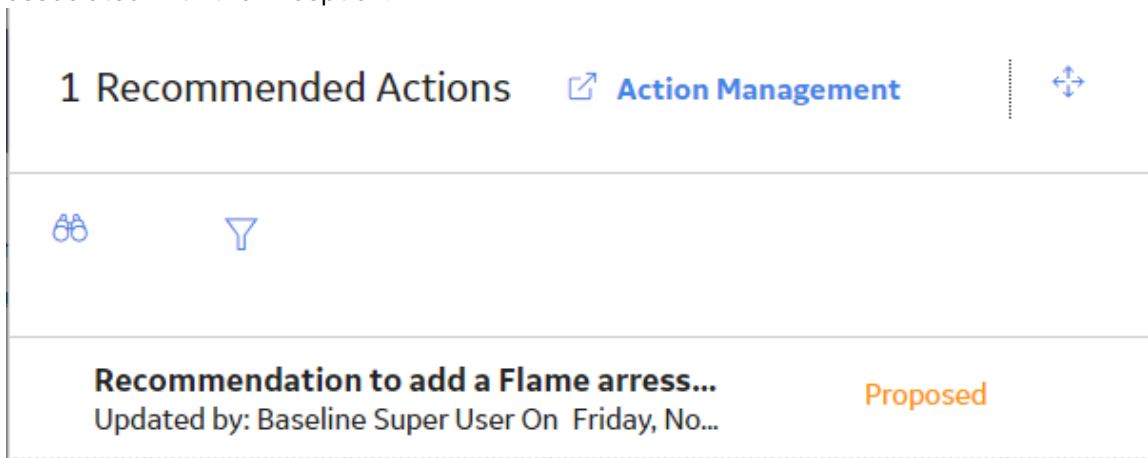 1 Recommended Actions Action Management
Recommendation to add a Flame arress...
Proposed
Updated by: Baseline Super User On Friday, No...